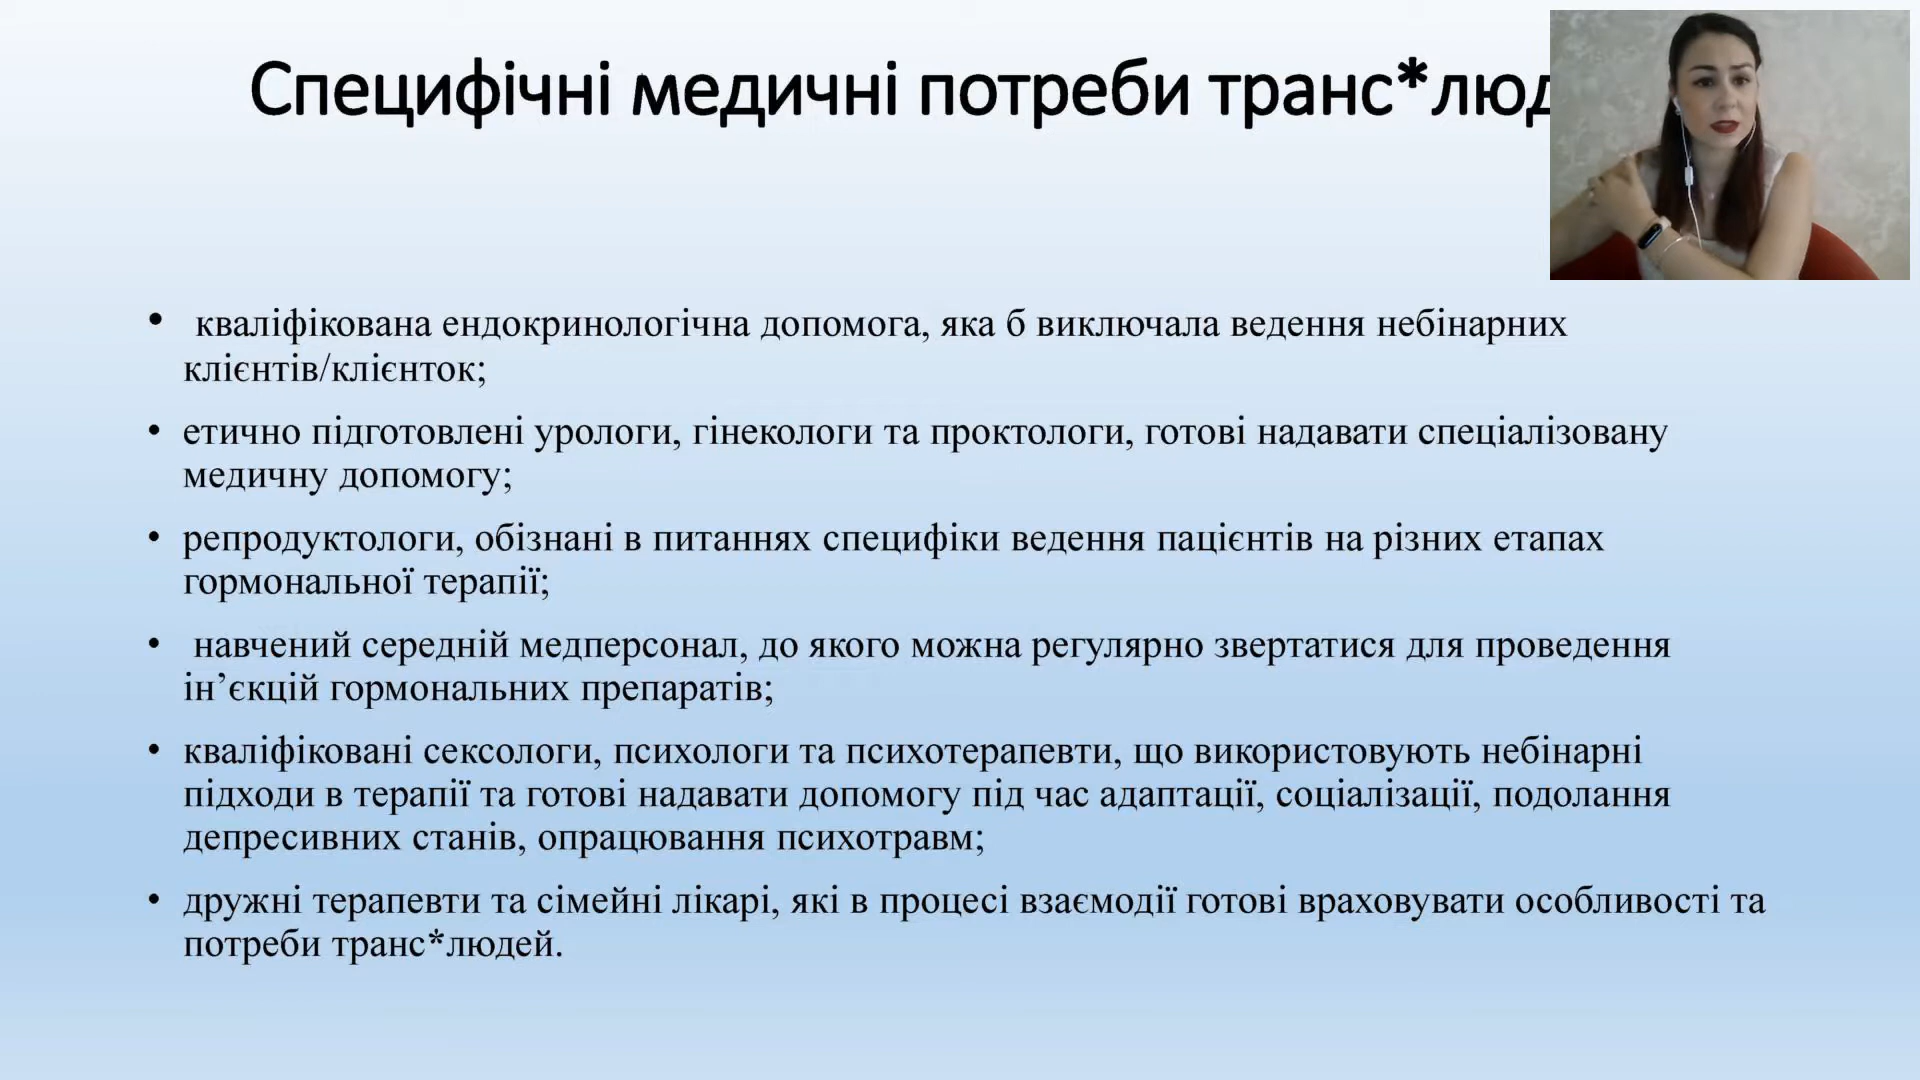 Специфічні медичні потреби транс*люд
• кваліфікована ендокринологічна допомога, яка б виключала ведення небінарних
клієнтів/клієнток;
• етично підготовлені урологи, гінекологи та проктологи, готові надавати спеціалізовану
медичну допомогу;
• репродуктологи, обізнані в питаннях специфіки ведення пацієнтів на різних етапах
гормональної терапії;
• навчений середній медперсонал, до якого можна регулярно звертатися для проведення
ін’єкцій гормональних препаратів;
• кваліфіковані сексологи, психологи та психотерапевти, що використовують небінарні
підходи в терапії та готові надавати допомогу під час адаптації, соціалізації, подолання
депресивних станів, опрацювання психотравм;
• дружні терапевти та сімейні лікарі, які в процесі взаємодії готові враховувати особливості та
потреби транс*людей.